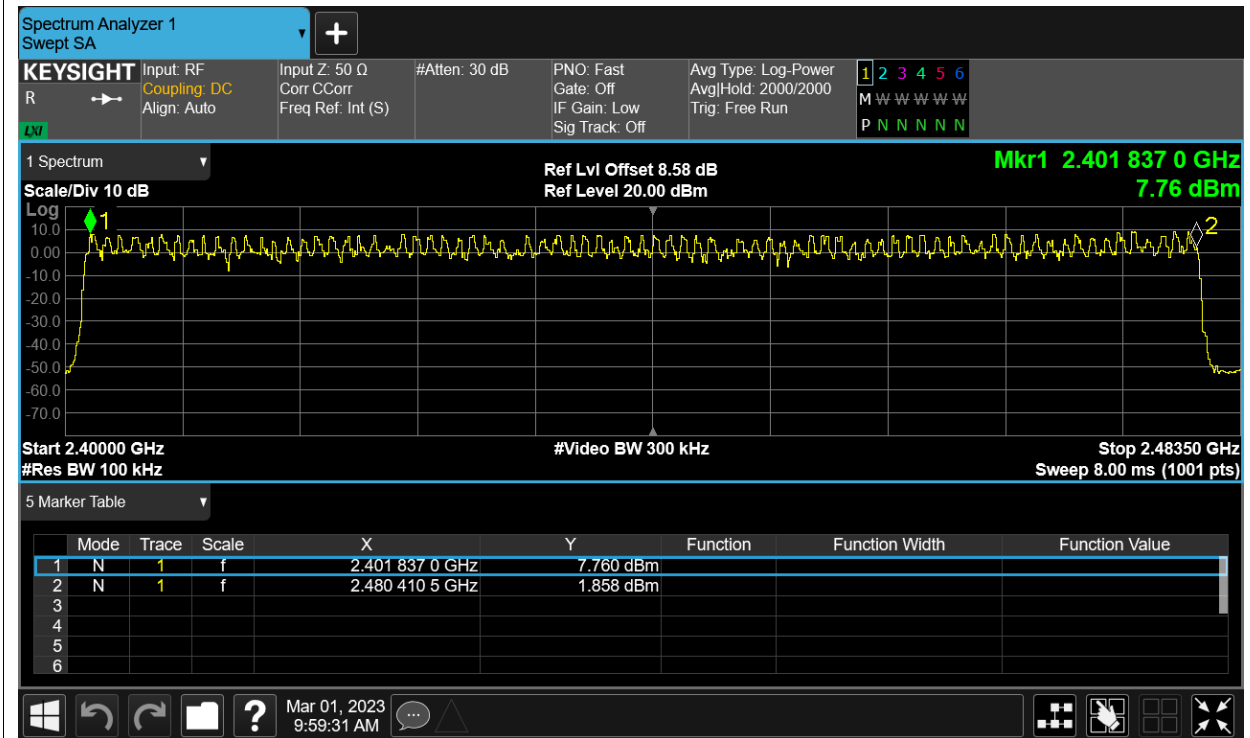 Spectrum Analyzer 1
Swept SA
KEYSIGHT
R
LXI
Input: RF
Coupling: DC
Align: Auto
Input Z: 50 Ω
Corr CCorr
Freq Ref: Int (S)
#Atten: 30 dB
PNO: Fast
Gate: Off
IF Gain: Low
Sig Track: Off
Avg Type: Log-Power
Avg|Hold: 2000/2000
Trig: Free Run
1 2 3 4 5 6
M W W W W W W
P N N N N N N
1 Spectrum
Scale/Div 10 dB
Ref Lvl Offset 8.58 dB
Ref Level 20.00 dBm
Mkr1 2.401 837 0 GHz
7.76 dBm
Log
1
2
10.0
0.00
-10.0
-20.0
-30.0
-40.0
-50.0
-60.0
-70.0
Start 2.40000 GHz
#Res BW 100 kHz
#Video BW 300 kHz
Stop 2.48350 GHz
Sweep 8.00 ms (1001 pts)
5 Marker Table
Mode Trace Scale X Y Function Function Width Function Value
1 N 1 f 2.401 837 0 GHz 7.760 dBm
2 N 1 f 2.480 410 5 GHz 1.858 dBm
3
4
5
6
?
Mar 01, 2023
9:59:31 AM